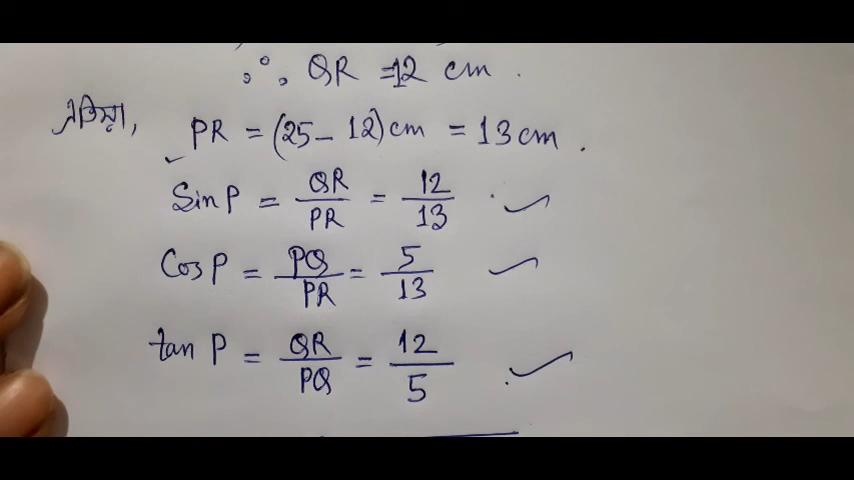 ∴ QR = 12 cm .
এতিয়া, PR = (25 - 12) cm = 13 cm .
Sin P = QR/PR = 12/13
Cos P = PQ/PR = 5/13
tan P = QR/PQ = 12/5